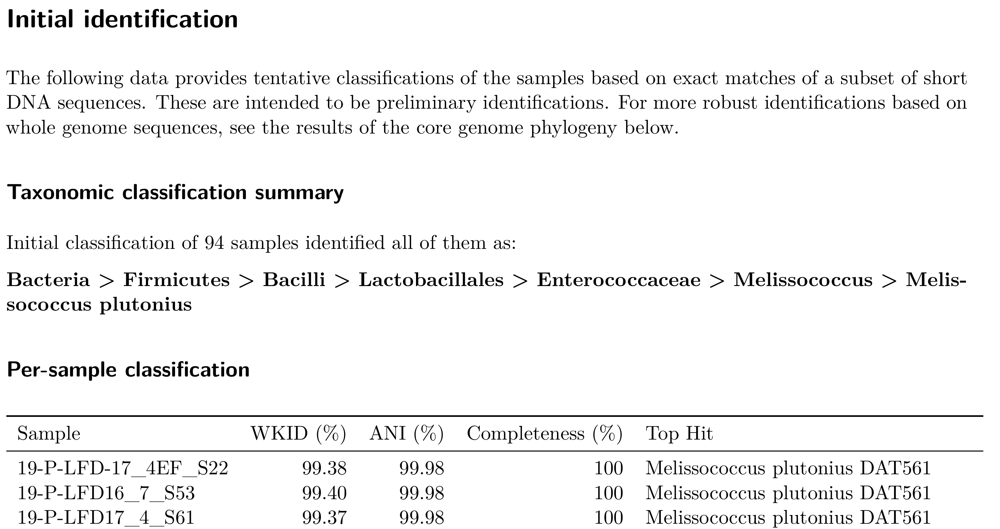 Initial identification
The following data provides tentative classifications of the samples based on exact matches of a subset of short
DNA sequences. These are intended to be preliminary identifications. For more robust identifications based on
whole genome sequences, see the results of the core genome phylogeny below.
Taxonomic classification summary
Initial classification of 94 samples identified all of them as:
Bacteria > Firmicutes > Bacilli > Lactobacillales > Enterococcaceae > Melissococcus > Melis-
sococcus plutonius
Per-sample classification
Sample WKID (%) ANI (%) Completeness (%) Top Hit
19-P-LFD-17_4EF_S22 99.38 99.98 100 Melissococcus plutonius DAT561
19-P-LFD16_7_S53 99.40 99.98 100 Melissococcus plutonius DAT561
19-P-LFD17_4_S61 99.37 99.98 100 Melissococcus plutonius DAT561